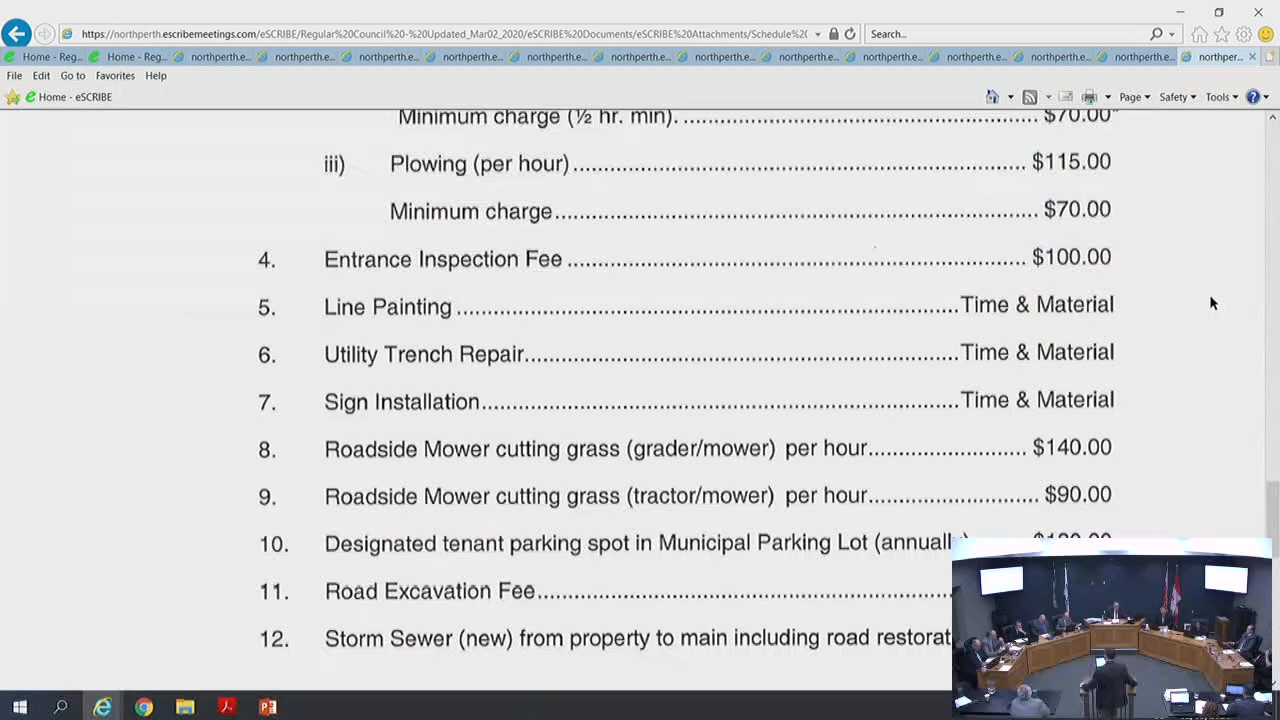 https://northperth.escribemeetings.com/eSCRIBE/Regular%20Council%20-%20Updated_Mar02_2020/eSCRIBE%20Documents/eSCRIBE%20Attachments/Schedule%2( Search...
Home - Reg... Home - Reg... northperth.e... northperth.e... northperth.e... northperth.e... northperth.e... northperth.e... northperth.e... northperth.e... northperth.e... northperth.e... northperth.e... northperth.e... northper...
File Edit Go to Favorites Help
Home - eSCRIBE Page Safety Tools
Minimum charge (½ hr. min). $70.00
iii) Plowing (per hour) $115.00
Minimum charge $70.00
4. Entrance Inspection Fee $100.00
5. Line Painting Time & Material
6. Utility Trench Repair Time & Material
7. Sign Installation Time & Material
8. Roadside Mower cutting grass (grader/mower) per hour $140.00
9. Roadside Mower cutting grass (tractor/mower) per hour $90.00
10. Designated tenant parking spot in Municipal Parking Lot (annually)
11. Road Excavation Fee
12. Storm Sewer (new) from property to main including road restorat